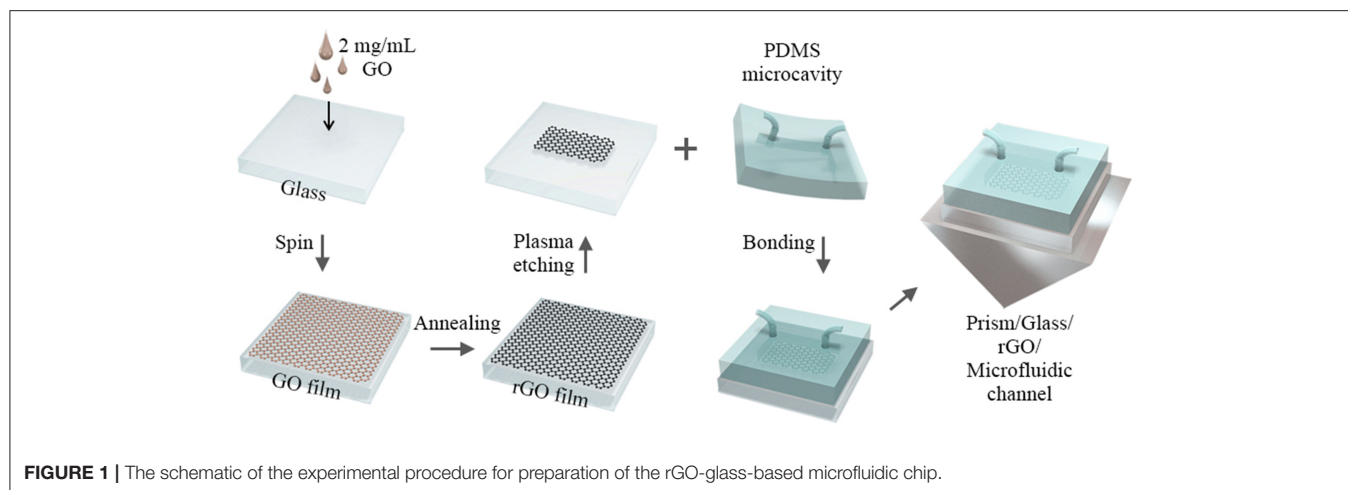 2 mg/mL
GO
Glass
Spin
GO film
Annealing
rGO film
Plasma
etching
+
PDMS
microcavity
Bonding
Prism/Glass/
rGO/
Microfluidic
channel
FIGURE 1 | The schematic of the experimental procedure for preparation of the rGO-glass-based microfluidic chip.